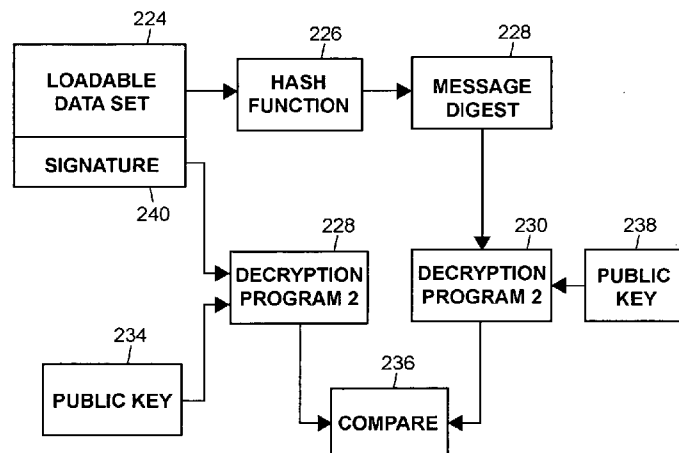 224
LOADABLE
DATA SET
226
HASH
FUNCTION
228
MESSAGE
DIGEST
SIGNATURE
240
228
DECRYPTION
PROGRAM 2
230
DECRYPTION
PROGRAM 2
238
PUBLIC
KEY
234
PUBLIC KEY
236
COMPARE